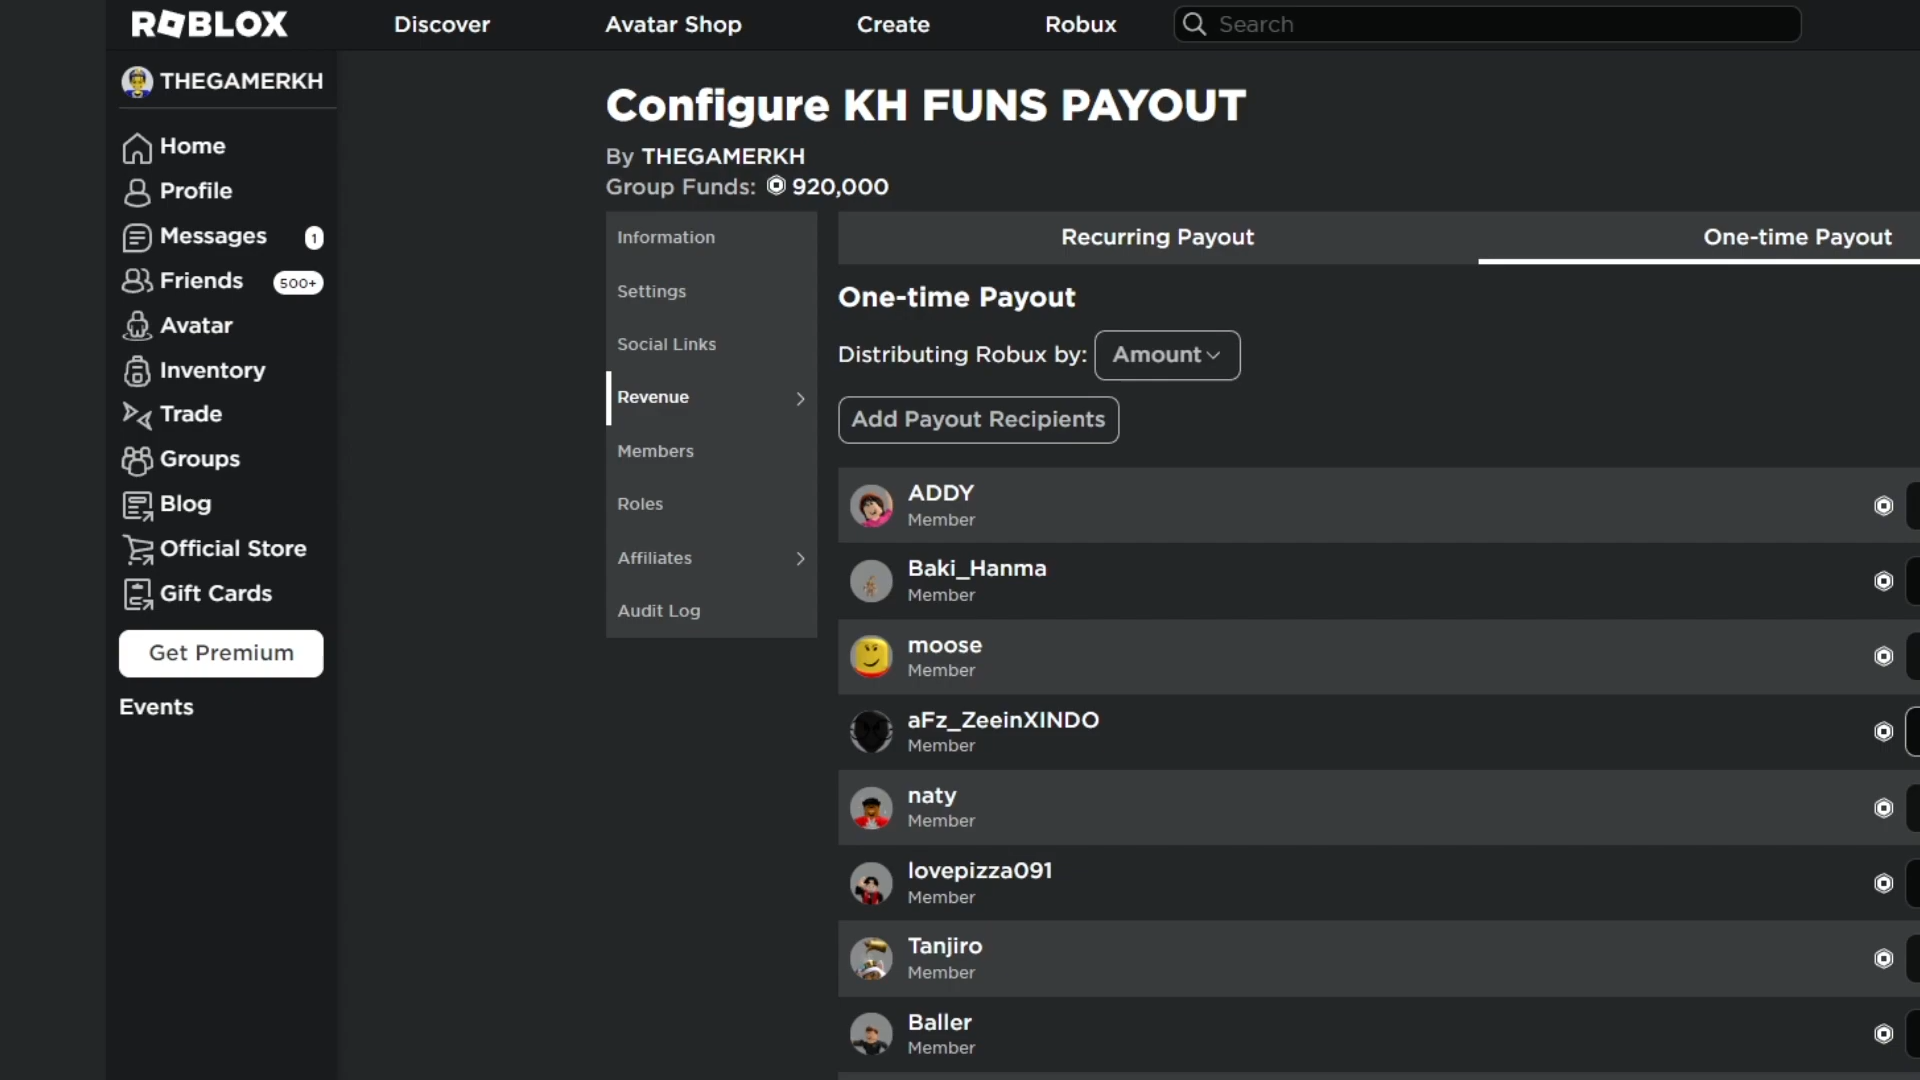 ROBLOX
Discover
Avatar Shop
Create
Robux
Search
THEGAMERKH
Home
Profile
Messages
1
Friends
500+
Avatar
Inventory
Trade
Groups
Blog
Official Store
Gift Cards
Get Premium
Events
Configure KH FUNS PAYOUT
By THEGAMERKH
Group Funds: 920,000
Information
Settings
Social Links
Revenue
Members
Roles
Affiliates
Audit Log
Recurring Payout
One-time Payout
One-time Payout
Distributing Robux by: Amount
Add Payout Recipients
ADDY
Member
Baki_Hanma
Member
moose
Member
aFz_ZeeinXINDO
Member
naty
Member
lovepizza091
Member
Tanjiro
Member
Baller
Member